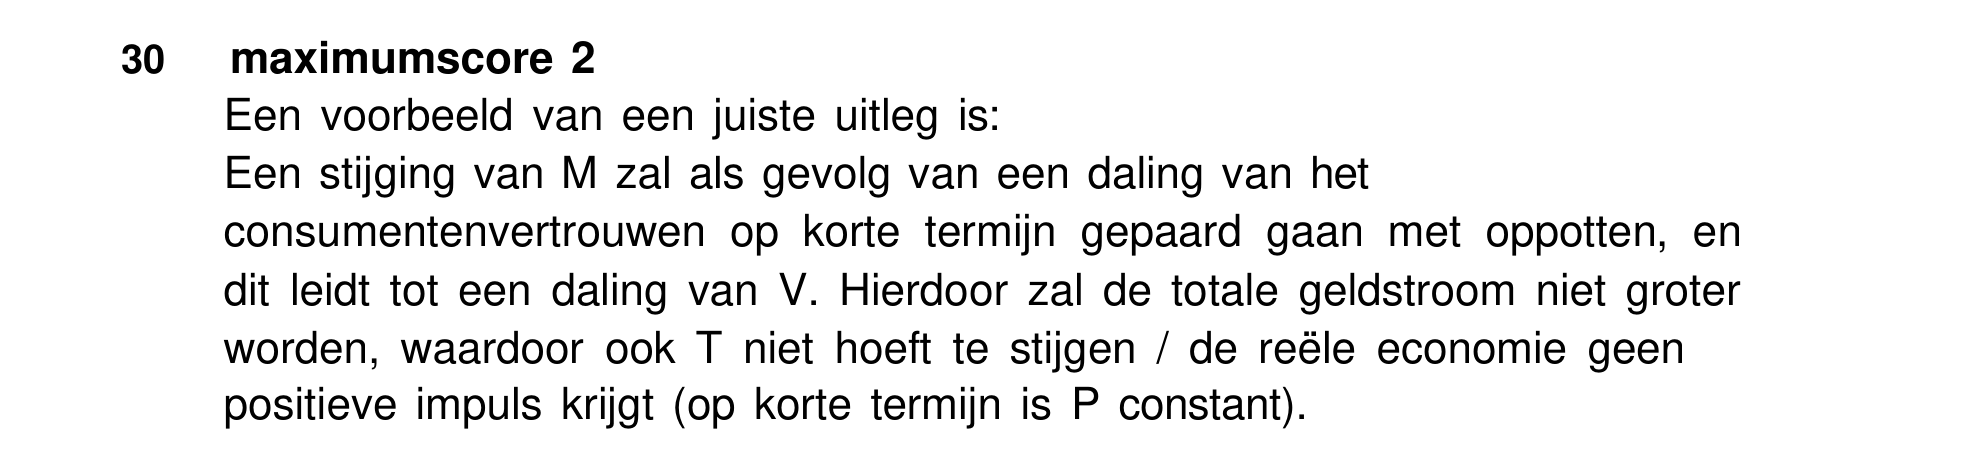 30 maximumscore 2
Een voorbeeld van een juiste uitleg is:
Een stijging van M zal als gevolg van een daling van het
consumentenvertrouwen op korte termijn gepaard gaan met oppotten, en
dit leidt tot een daling van V. Hierdoor zal de totale geldstroom niet groter
worden, waardoor ook T niet hoeft te stijgen / de reële economie geen
positieve impuls krijgt (op korte termijn is P constant).